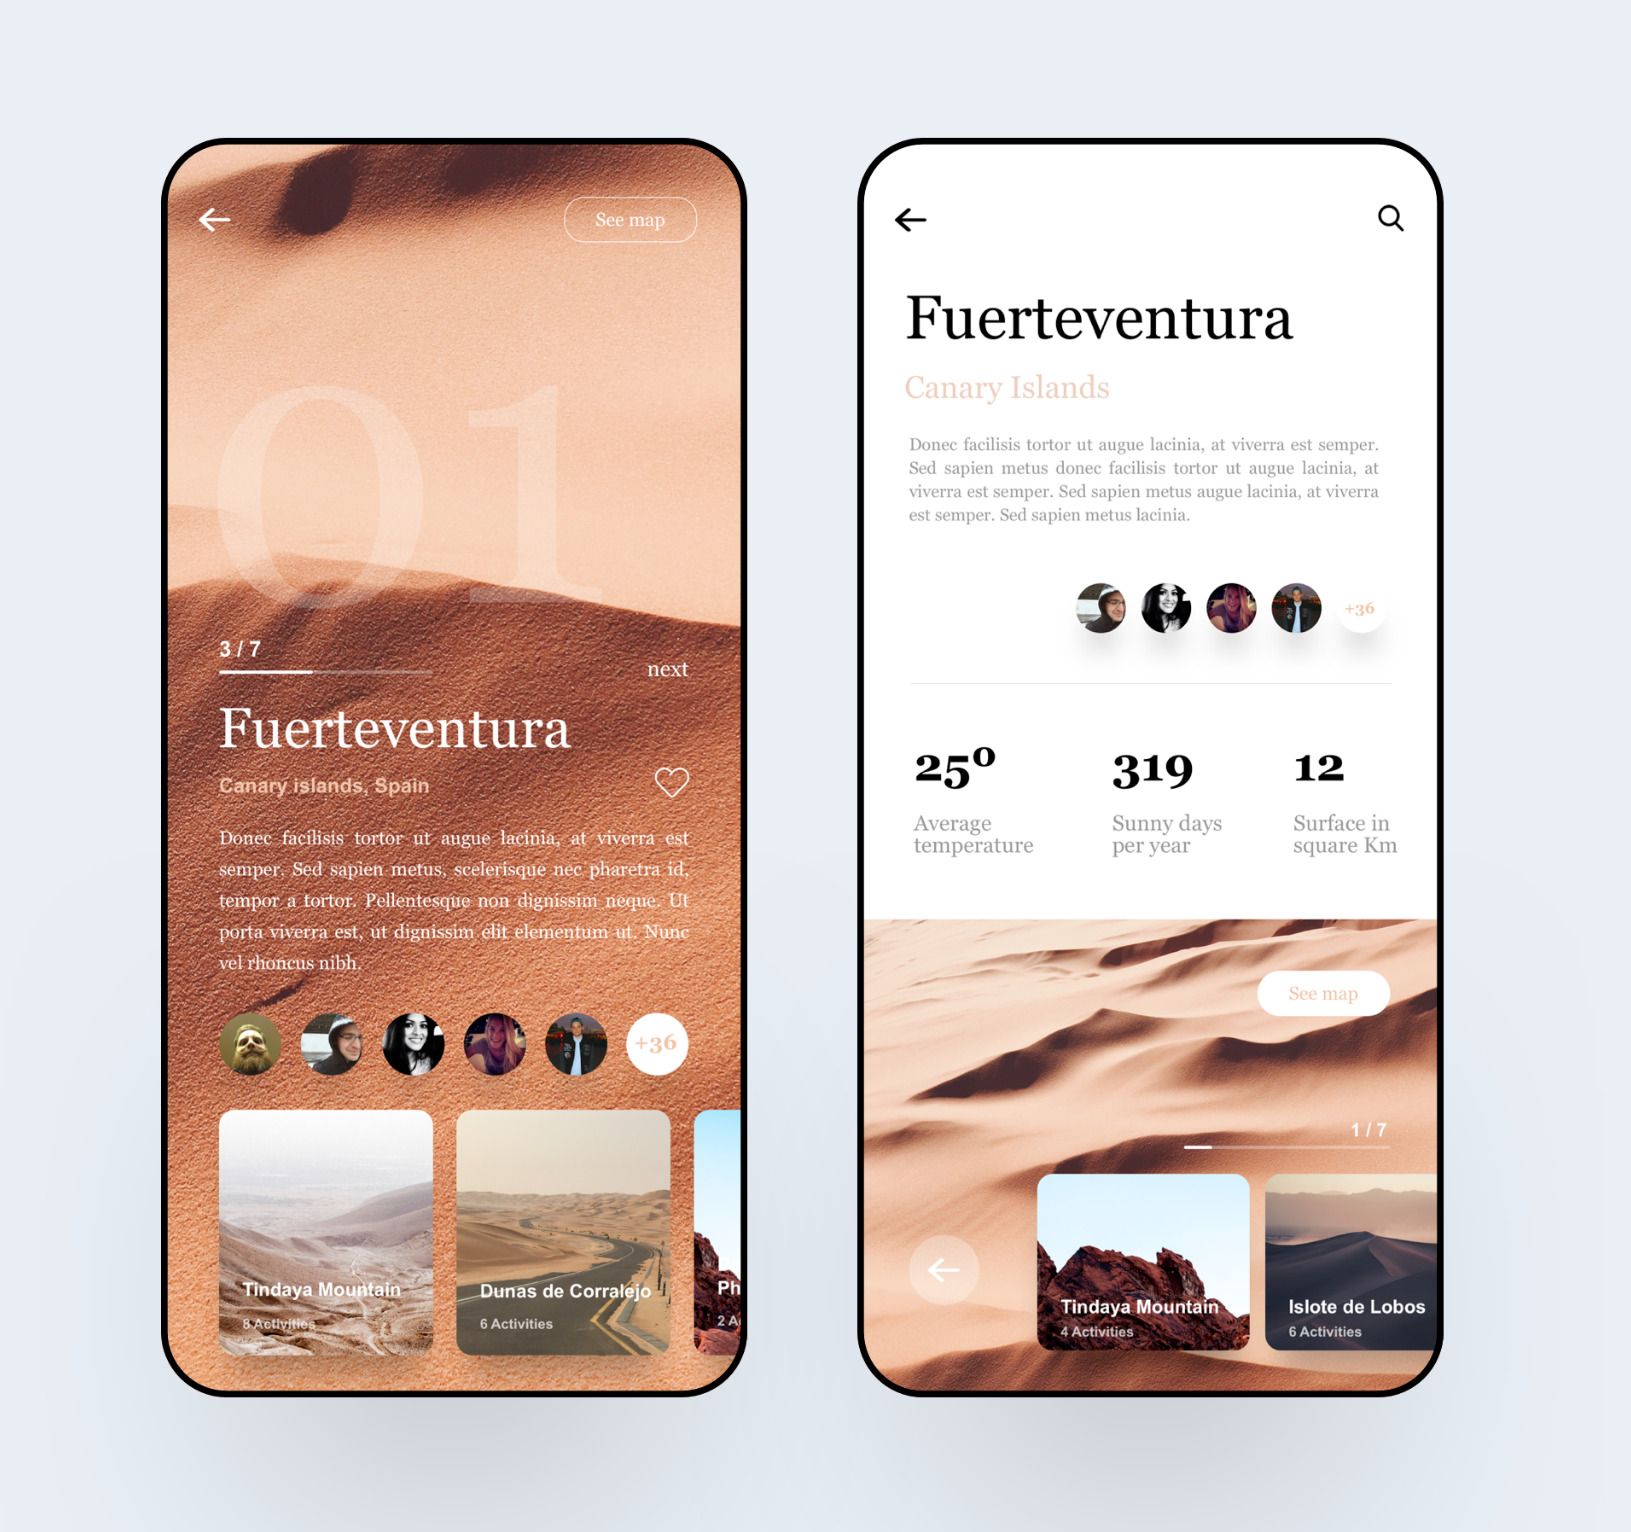 See map
01
3 / 7
next
Fuerteventura
Canary islands, Spain
Donec facilisis tortor ut augue lacinia, at viverra est
semper. Sed sapien metus, scelerisque nec pharetra id,
tempor a tortor. Pellentesque non dignissim neque. Ut
porta viverra est, ut dignissim elit elementum ut. Nunc
vel rhoncus nibh.
+36
Tindaya Mountain
8 Activities
Dunas de Corralejo
6 Activities
Ph
2 A
Fuerteventura
Canary Islands
Donec facilisis tortor ut augue lacinia, at viverra est semper.
Sed sapien metus donec facilisis tortor ut augue lacinia, at
viverra est semper. Sed sapien metus augue lacinia, at viverra
est semper. Sed sapien metus lacinia.
+36
25º
Average
temperature
319
Sunny days
per year
12
Surface in
square Km
See map
1 / 7
Tindaya Mountain
4 Activities
Islote de Lobos
6 Activities